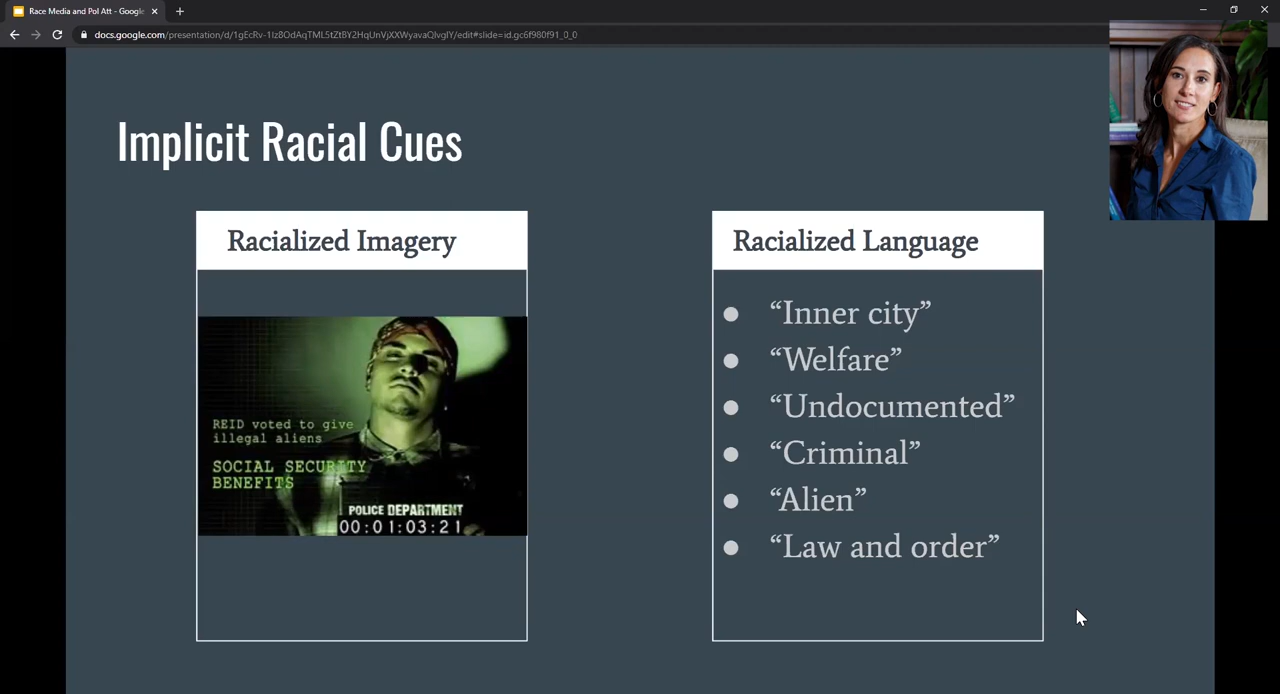 Race Media and Pol Att - Google
docs.google.com/presentation/d/1gEcRv-1Iz8OdAqTML5tZtBY2HqUnVjXXWyavaQlvgIY/edit#slide=id.gc6f980f91_0_0
Implicit Racial Cues
Racialized Imagery
REID voted to give
illegal aliens
SOCIAL SECURITY
BENEFITS
POLICE DEPARTMENT
00:01:03:21
Racialized Language
● “Inner city”
● “Welfare”
● “Undocumented”
● “Criminal”
● “Alien”
● “Law and order”